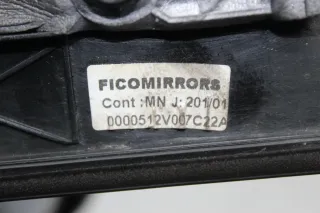 FICOMIRRORS
Cont :MN J: 201/01
0000512V007C22A